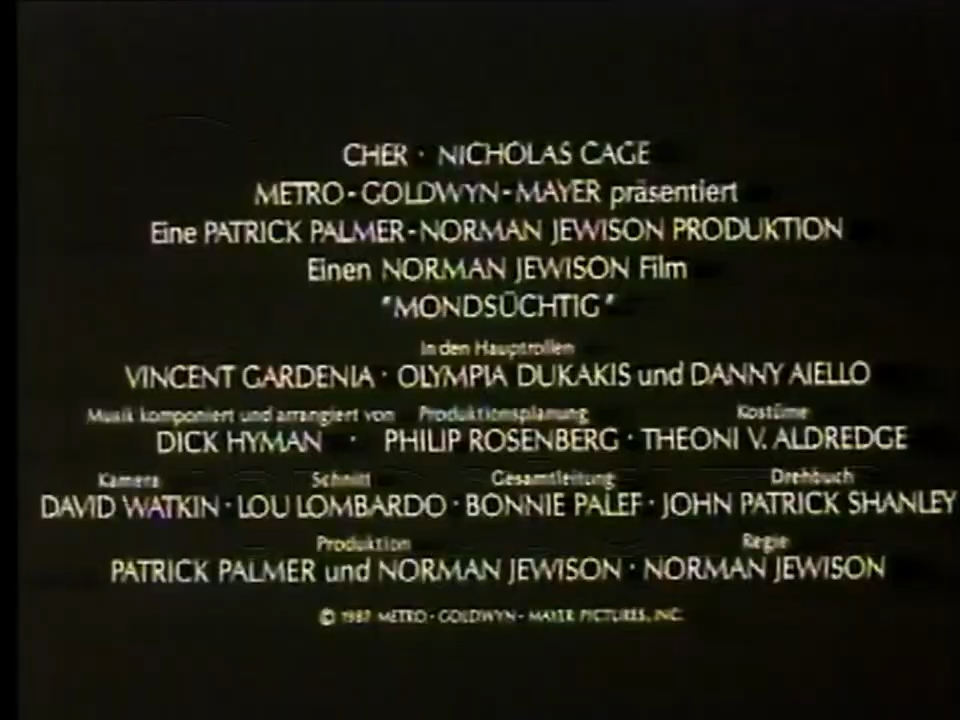 CHER · NICHOLAS CAGE
METRO-GOLDWYN-MAYER präsentiert
Eine PATRICK PALMER-NORMAN JEWISON PRODUKTION
Einen NORMAN JEWISON Film
"MONDSÜCHTIG"
In den Hauptrollen
VINCENT GARDENIA · OLYMPIA DUKAKIS und DANNY AIELLO
Musik komponiert und arrangiert von Produktionsplanung Kostüme
DICK HYMAN · PHILIP ROSENBERG · THEONI V. ALDREDGE
Kamera Schnitt Gesamtleitung Drehbuch
DAVID WATKIN · LOU LOMBARDO · BONNIE PALEF · JOHN PATRICK SHANLEY
Produktion Regie
PATRICK PALMER und NORMAN JEWISON · NORMAN JEWISON
© 1987 METRO-GOLDWYN-MAYER PICTURES, INC.